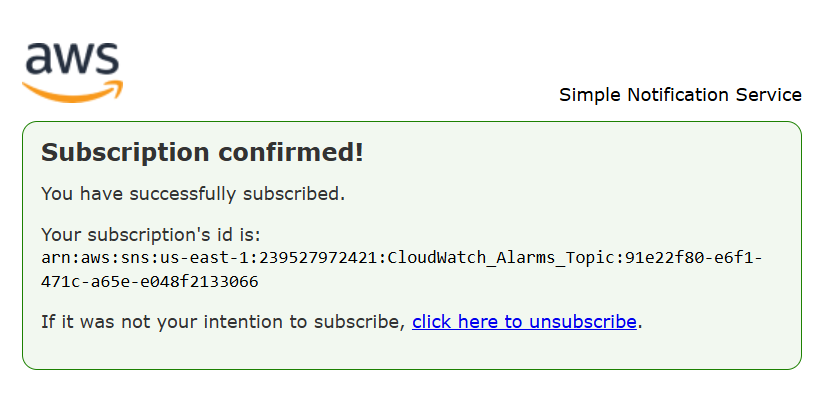 aws
Simple Notification Service
Subscription confirmed!
You have successfully subscribed.
Your subscription's id is:
arn:aws:sns:us-east-1:239527972421:CloudWatch_Alarms_Topic:91e22f80-e6f1-
471c-a65e-e048f2133066
If it was not your intention to subscribe, click here to unsubscribe.